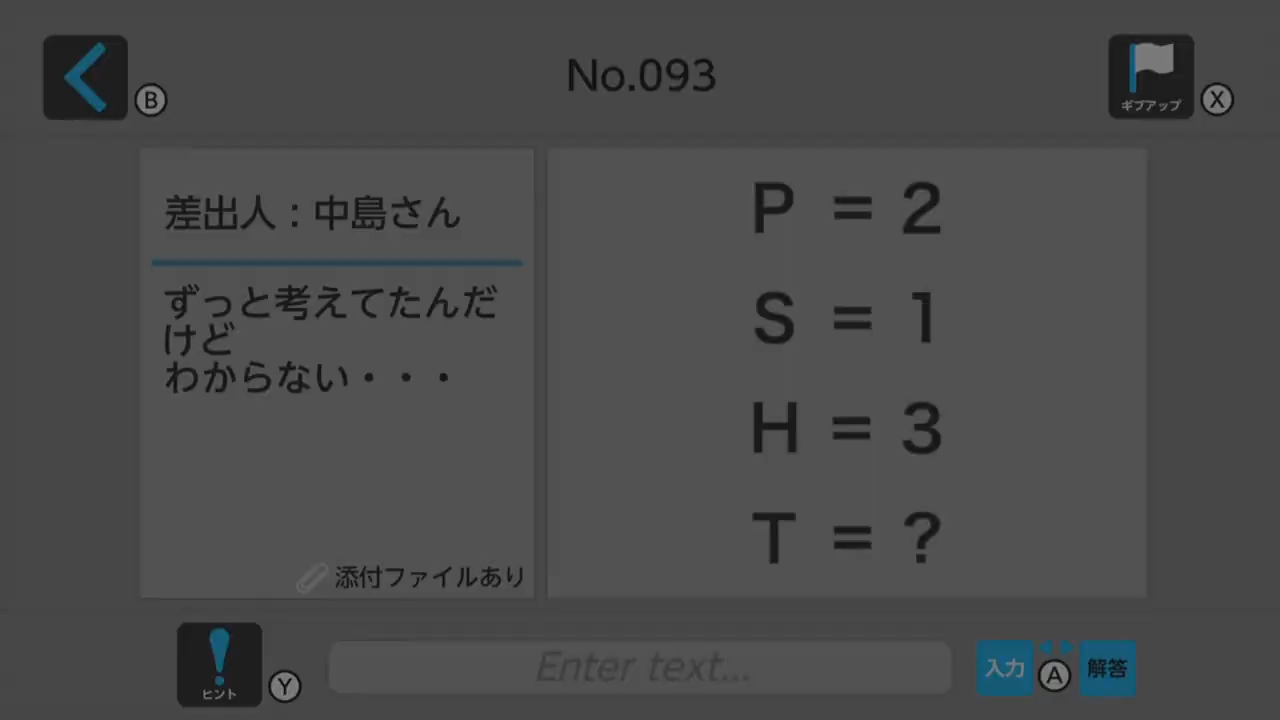 No.093
B
ギブアップ
X
差出人：中島さん
ずっと考えてたんだ
けど
わからない・・・
添付ファイルあり
P = 2
S = 1
H = 3
T = ?
ヒント
Y
Enter text...
入力
A
解答